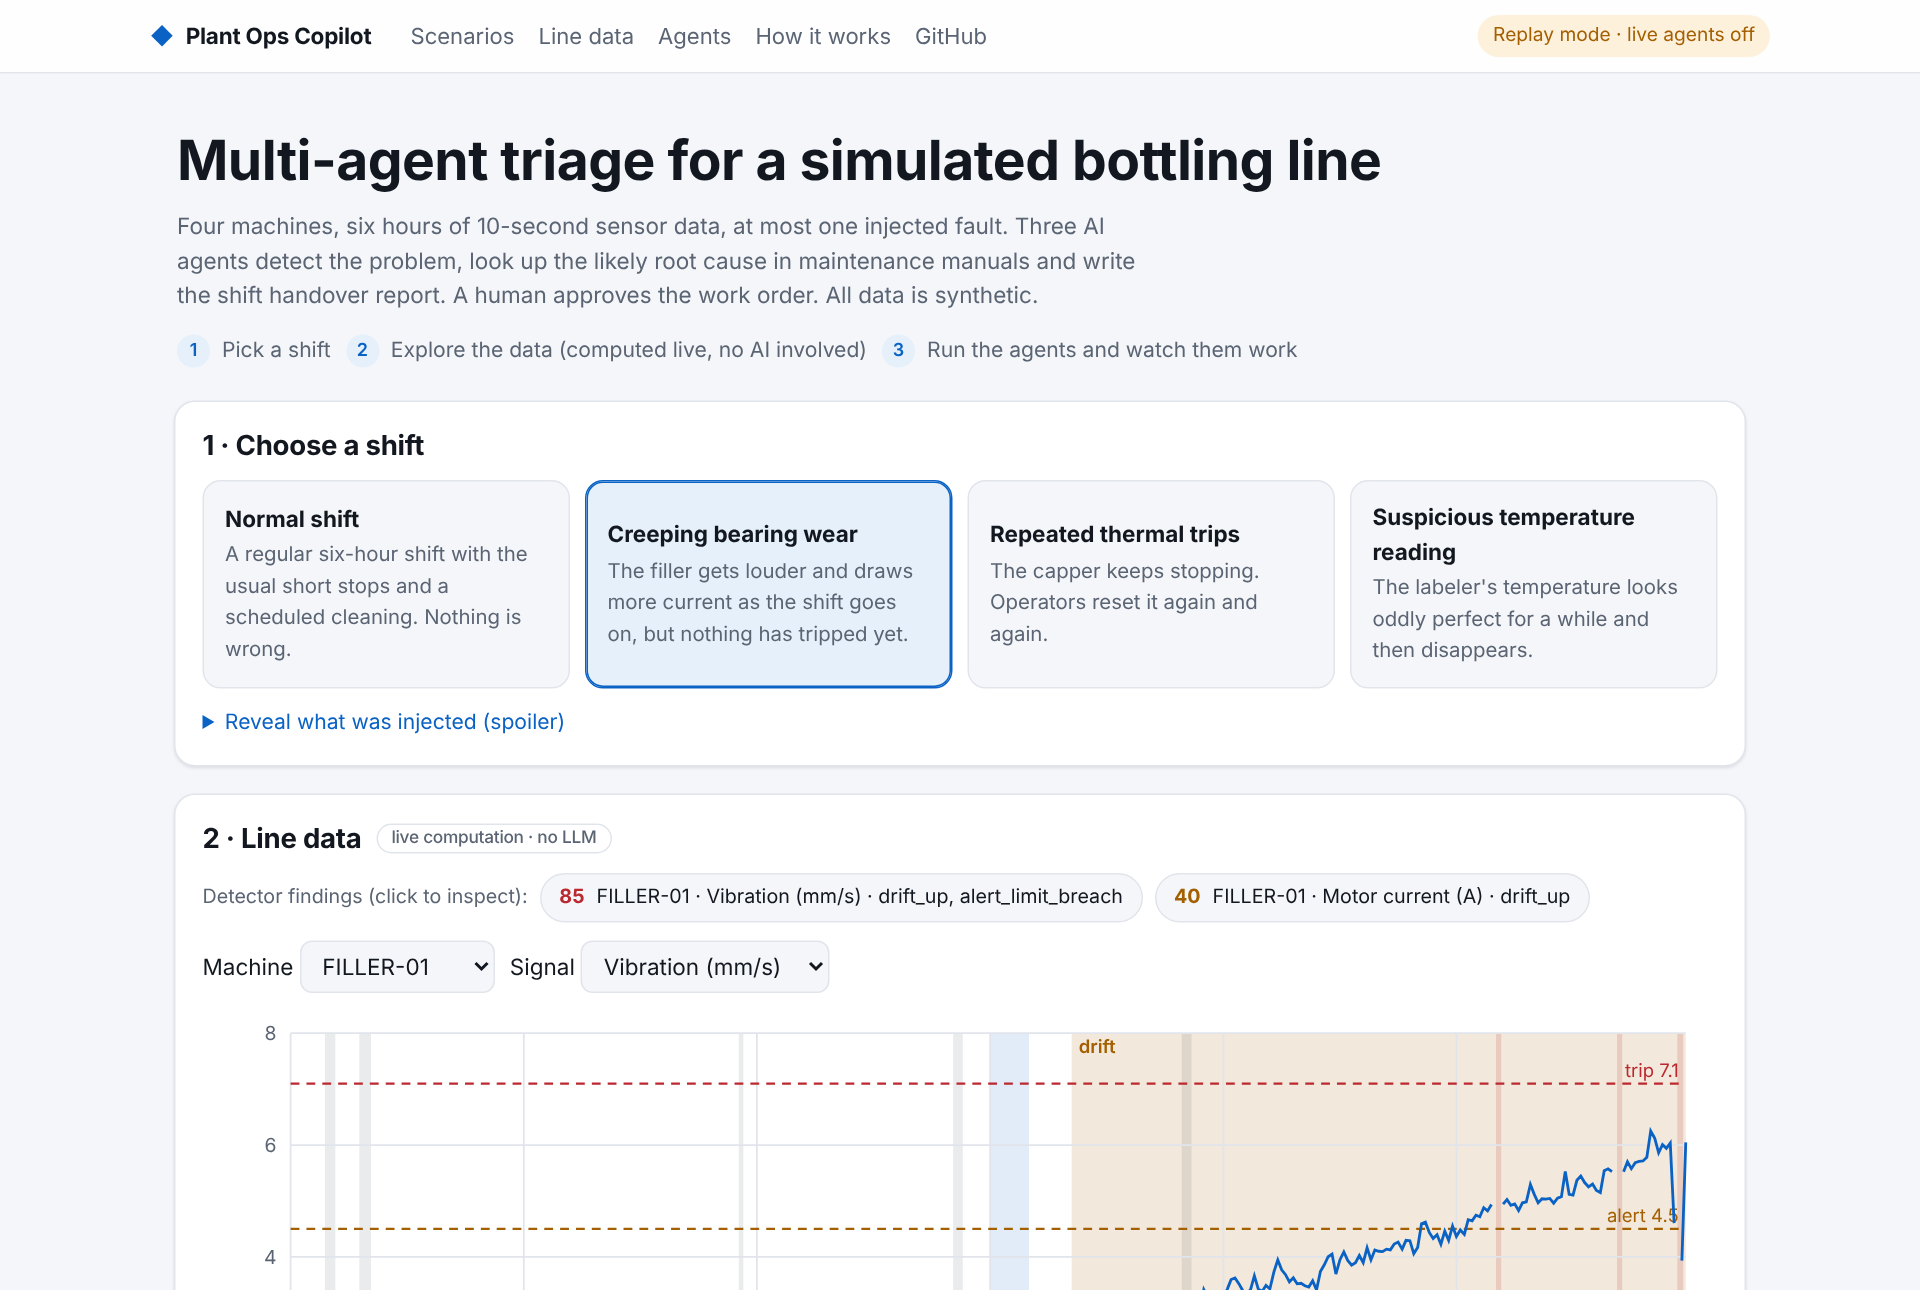 Plant Ops Copilot Scenarios Line data Agents How it works GitHub Replay mode · live agents off
Multi-agent triage for a simulated bottling line
Four machines, six hours of 10-second sensor data, at most one injected fault. Three AI
agents detect the problem, look up the likely root cause in maintenance manuals and write
the shift handover report. A human approves the work order. All data is synthetic.
1 Pick a shift 2 Explore the data (computed live, no AI involved) 3 Run the agents and watch them work
1 · Choose a shift
Normal shift
A regular six-hour shift with the
usual short stops and a
scheduled cleaning. Nothing is
wrong.
Creeping bearing wear
The filler gets louder and draws
more current as the shift goes
on, but nothing has tripped yet.
Repeated thermal trips
The capper keeps stopping.
Operators reset it again and
again.
Suspicious temperature
reading
The labeler's temperature looks
oddly perfect for a while and
then disappears.
Reveal what was injected (spoiler)
2 · Line data live computation · no LLM
Detector findings (click to inspect): 85 FILLER-01 · Vibration (mm/s) · drift_up, alert_limit_breach 40 FILLER-01 · Motor current (A) · drift_up
Machine FILLER-01 Signal Vibration (mm/s)
8
drift
trip 7.1
6
alert 4.5
4